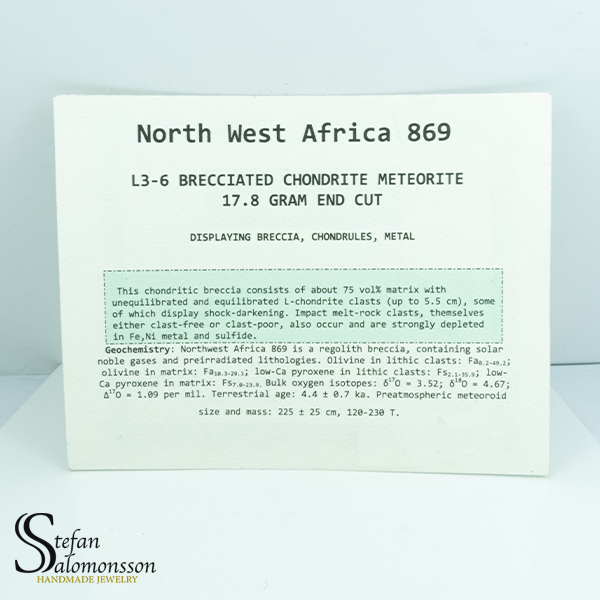 North West Africa 869
L3-6 BRECCIATED CHONDRITE METEORITE
17.8 GRAM END CUT
DISPLAYING BRECCIA, CHONDRULES, METAL
This chondritic breccia consists of about 75 vol% matrix with
unequilibrated and equilibrated L-chondrite clasts (up to 5.5 cm), some
of which display shock-darkening. Impact melt-rock clasts, themselves
either clast-free or clast-poor, also occur and are strongly depleted
in Fe,Ni metal and sulfide.
Geochemistry: Northwest Africa 869 is a regolith breccia, containing solar
noble gases and preirradiated lithologies. Olivine in lithic clasts: Fa₀.₂-₄₉.₂;
olivine in matrix: Fa₁₀.₃-₂₉.₃; low-Ca pyroxene in lithic clasts: Fs₂.₁-₃₅.₉; low-
Ca pyroxene in matrix: Fs₇.₀-₂₃.₉. Bulk oxygen isotopes: δ¹⁷O = 3.52; δ¹⁸O = 4.67;
Δ¹⁷O = 1.09 per mil. Terrestrial age: 4.4 ± 0.7 ka. Preatmospheric meteoroid
size and mass: 225 ± 25 cm, 120-230 T.
Stefan
Salomonsson
HANDMADE JEWELRY